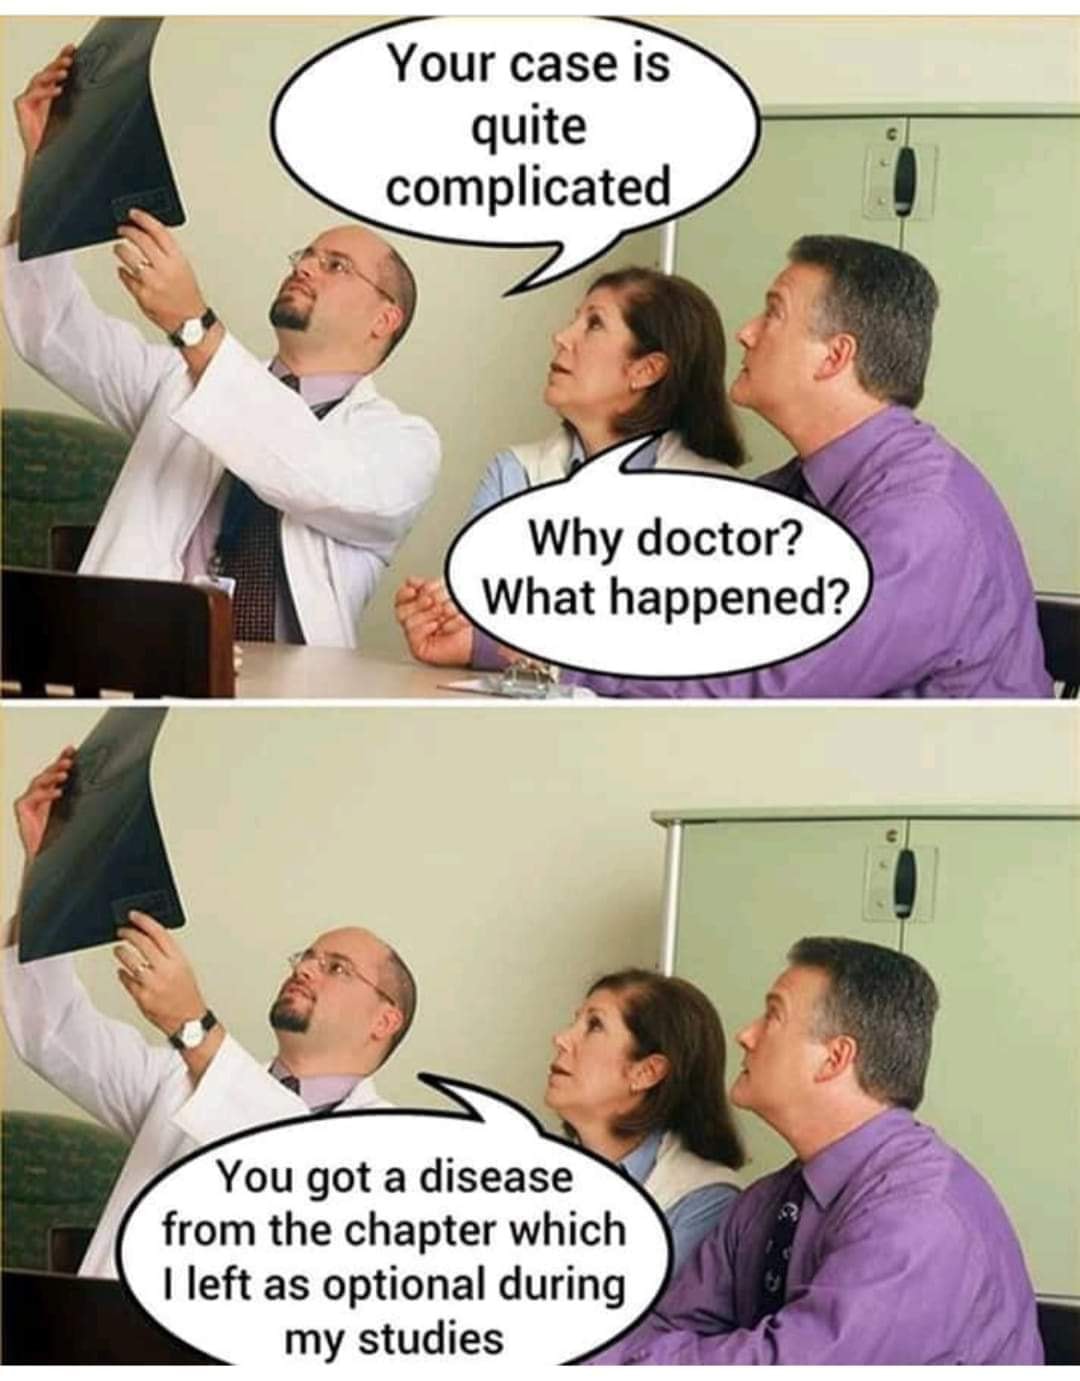 Your case is
quite
complicated
Why doctor?
What happened?
You got a disease
from the chapter which
I left as optional during
my studies